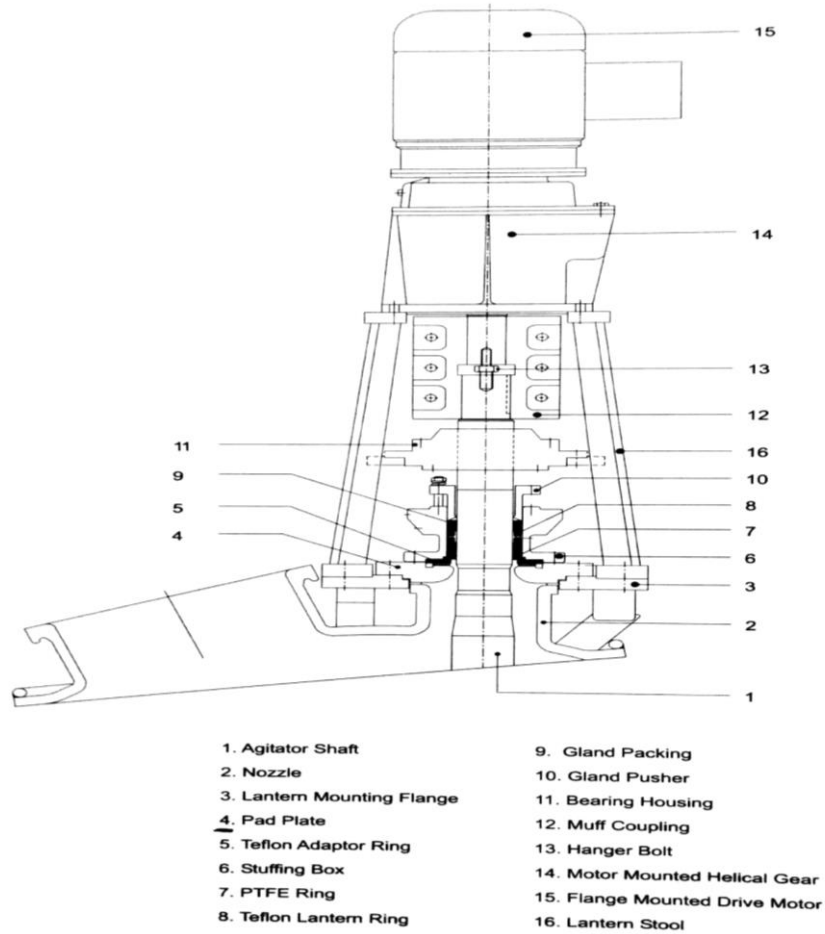 15
14
13
12
11
16
9
10
5
8
4
7
6
3
2
1
1. Agitator Shaft
2. Nozzle
3. Lantern Mounting Flange
4. Pad Plate
5. Teflon Adaptor Ring
6. Stuffing Box
7. PTFE Ring
8. Teflon Lantern Ring
9. Gland Packing
10. Gland Pusher
11. Bearing Housing
12. Muff Coupling
13. Hanger Bolt
14. Motor Mounted Helical Gear
15. Flange Mounted Drive Motor
16. Lantern Stool